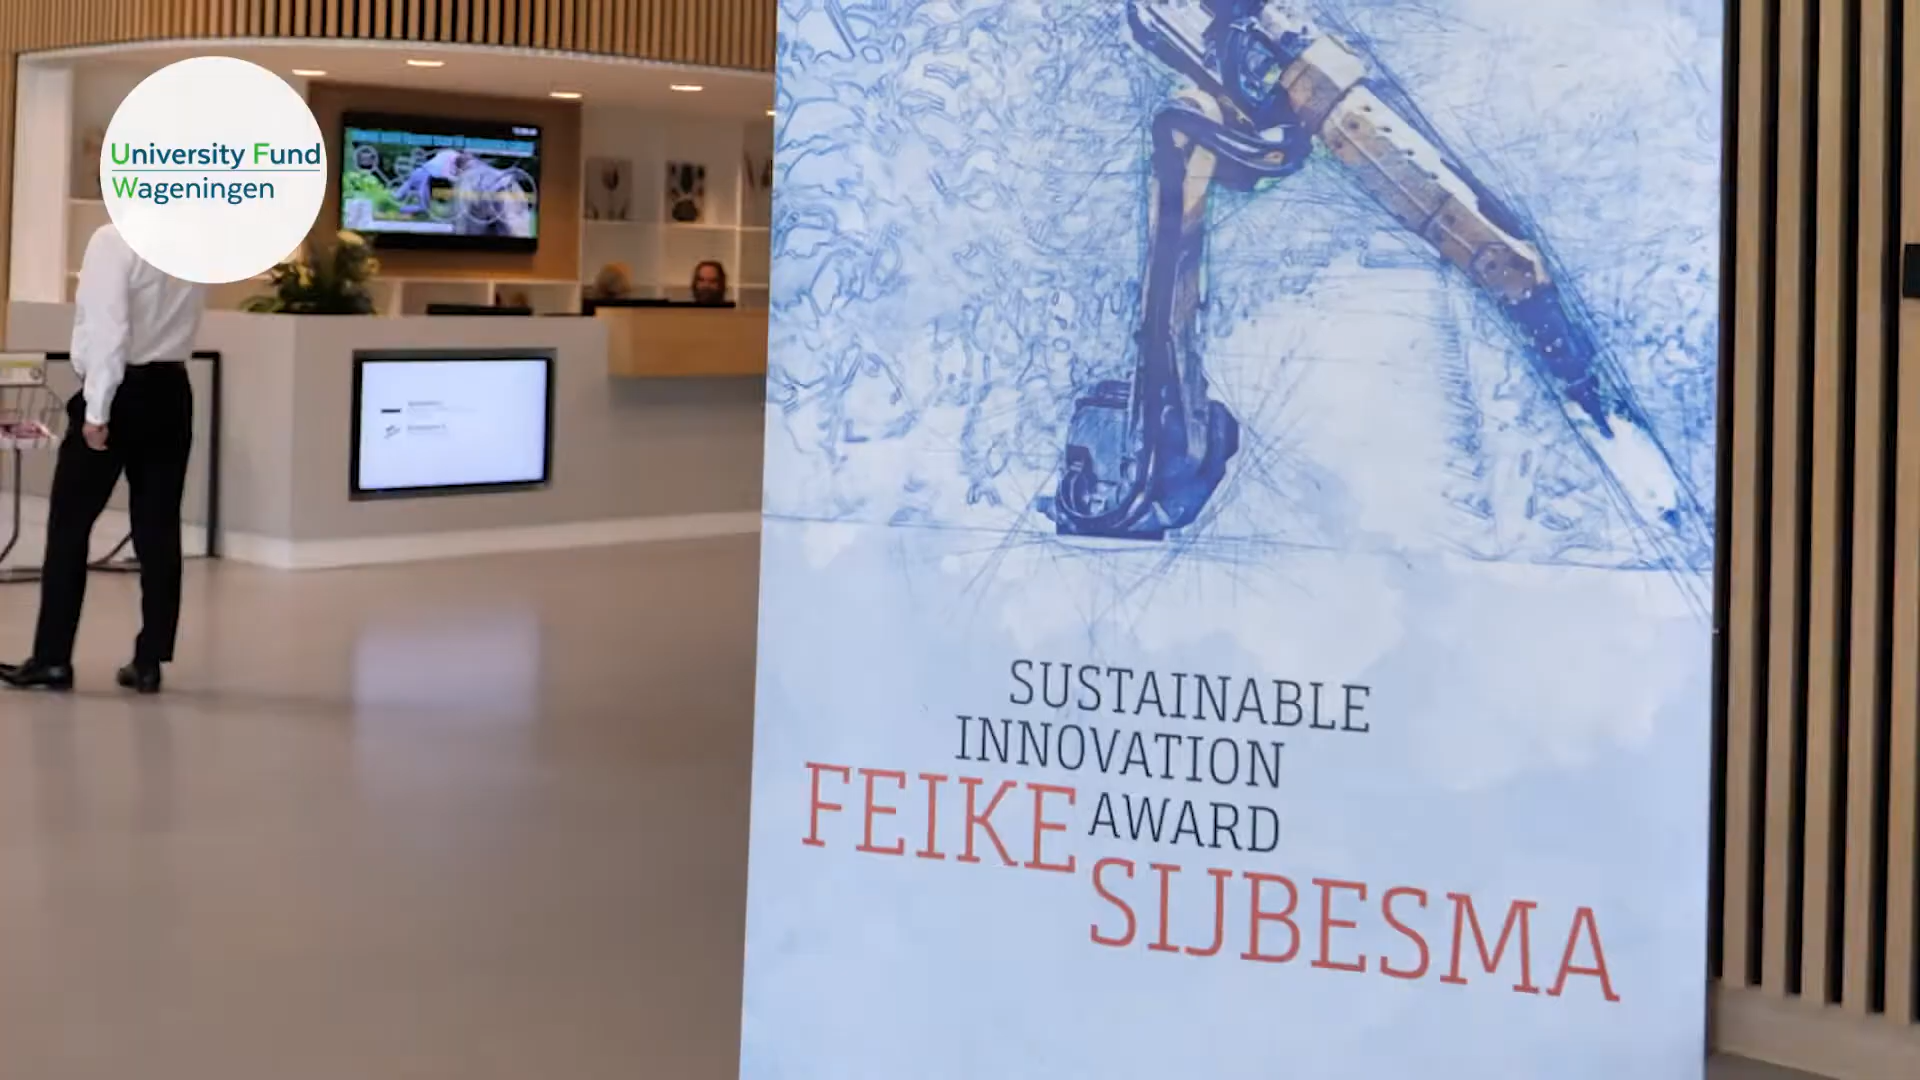 University Fund
Wageningen
SUSTAINABLE
INNOVATION
FEIKE AWARD
SIJBESMA